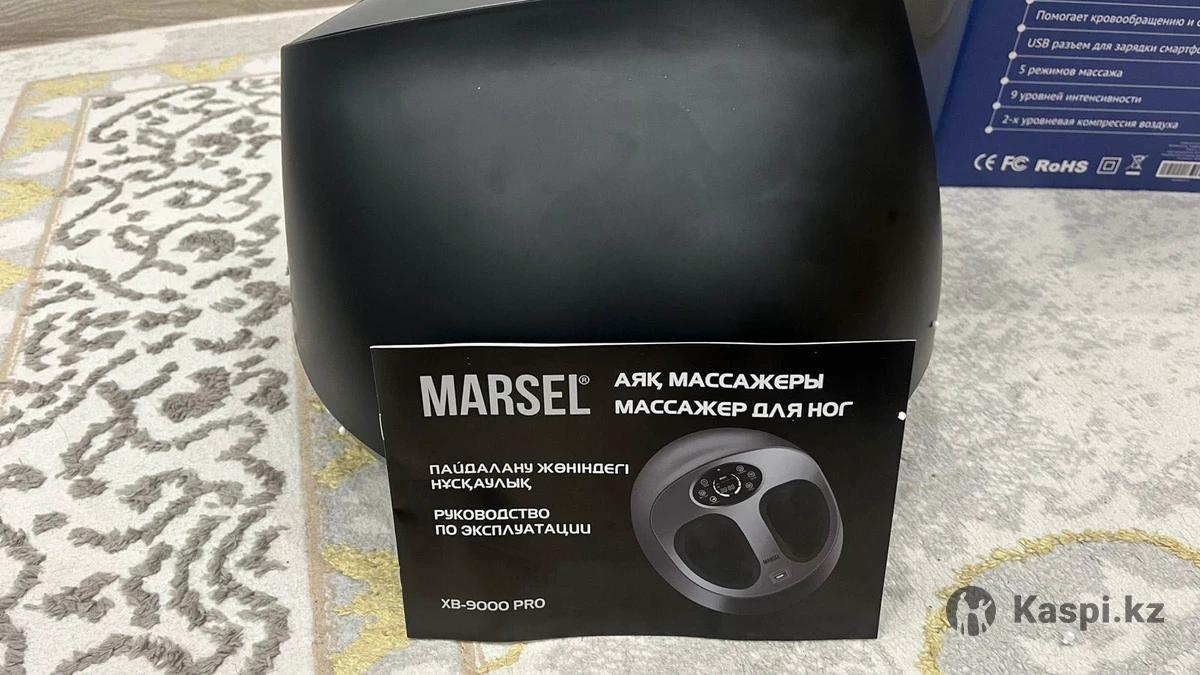 Помогает кровообращению и
USB разъем для зарядки
5 режимов массажа
9 уровней интенсивности
2-х уровневая компрессия воздуха
CE FC RoHS
MARSEL®
АЯҚ МАССАЖЕРЫ
МАССАЖЕР ДЛЯ НОГ
ПАЙДАЛАНУ ЖӨНІНДЕГІ
НҰСҚАУЛЫҚ
РУКОВОДСТВО
ПО ЭКСПЛУАТАЦИИ
MARSEL
XB-9000 PRO
Kaspi.kz